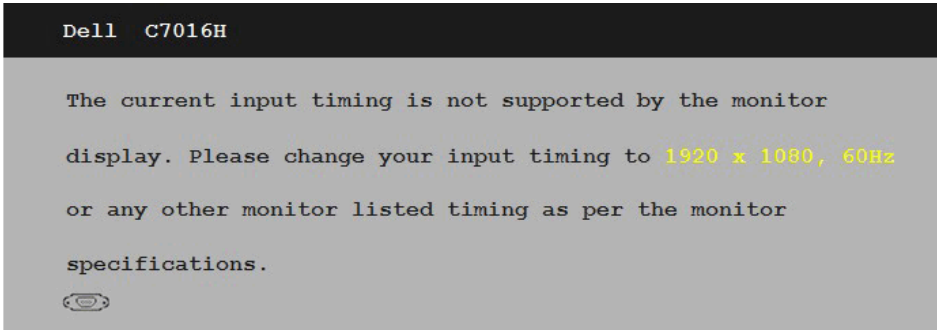 Dell C7016H
The current input timing is not supported by the monitor
display. Please change your input timing to 1920 x 1080, 60Hz
or any other monitor listed timing as per the monitor
specifications.